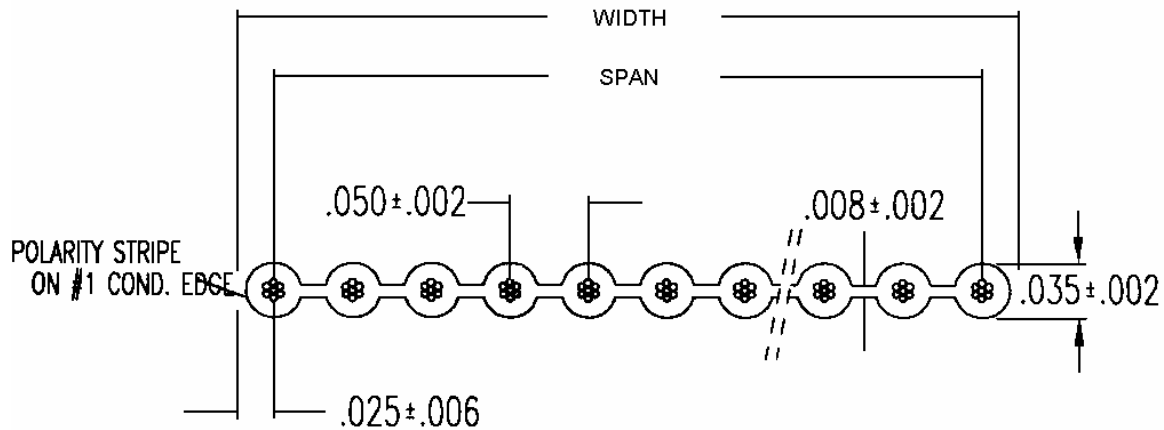 WIDTH
SPAN
.050±.002
.008±.002
POLARITY STRIPE
ON #1 COND. EDGE
.035±.002
.025±.006